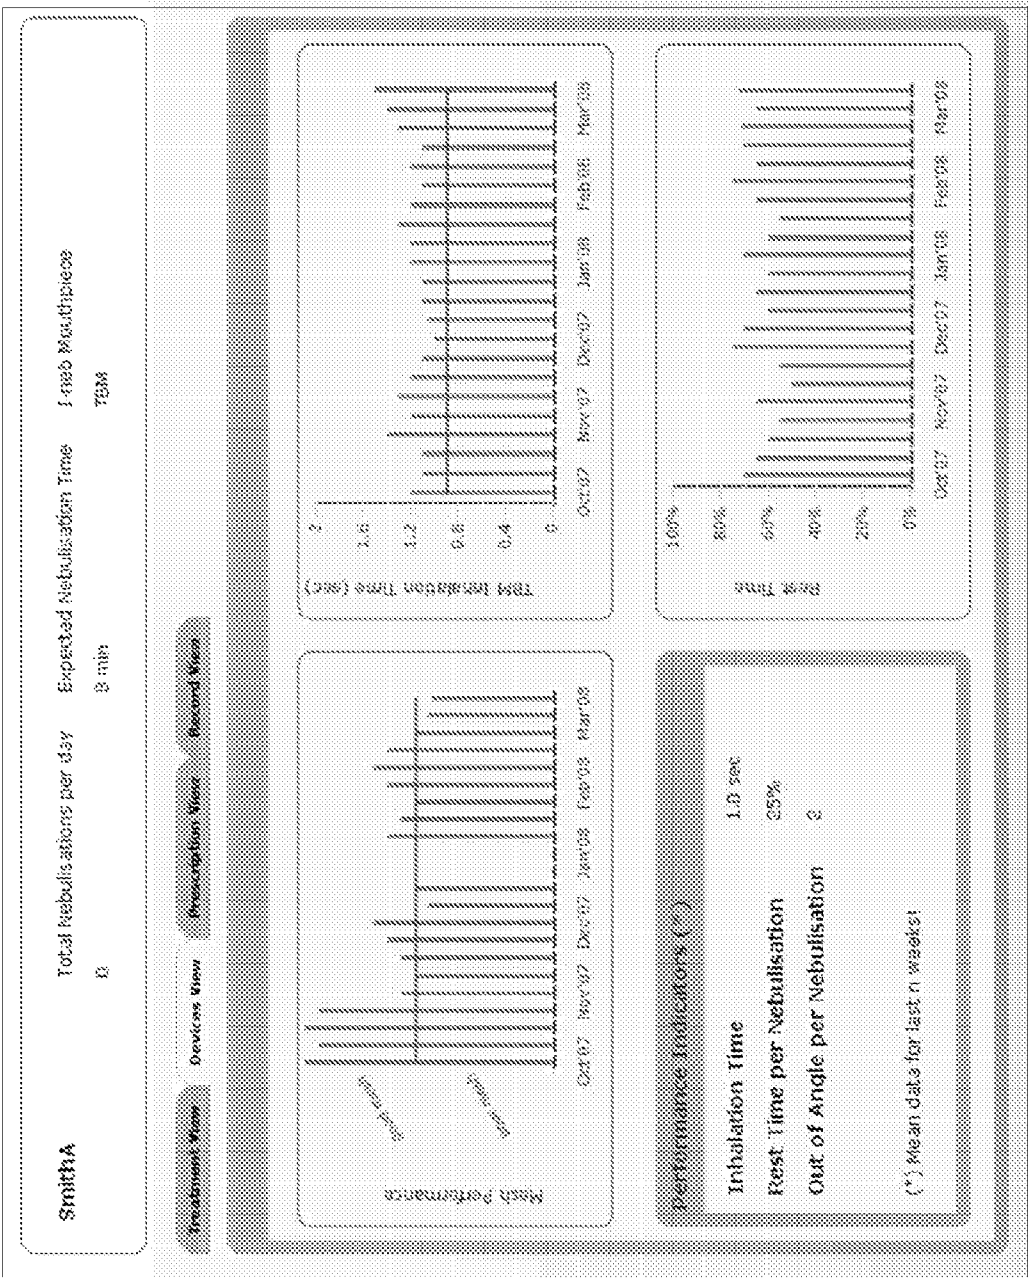 SmithA
Total Nebulisations per day
Expected Nebulisation Time
8 min
I-neb Mouthpiece
TBM
Treatment View
Devices View
Prescription View
Record View
Mesh Performance
Oct'07 Nov'07 Dec'07 Jan'08 Feb'08 Mar'08
TBM Inhalation Time (sec)
2
1.6
1.2
0.8
0.4
0
Oct'07 Nov'07 Dec'07 Jan'08 Feb'08 Mar'08
Performance Indicators (*)
Inhalation Time 1.0 sec
Rest Time per Nebulisation 25%
Out of Angle per Nebulisation 2
(*) Mean data for last n weeks!
Rest Time
100%
80%
60%
40%
20%
0%
Oct'07 Nov'07 Dec'07 Jan'08 Feb'08 Mar'08